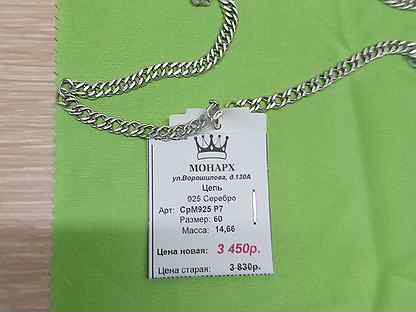 МОНАРХ
ул.Ворошилова, д.130А
Цепь
925 Серебро
Арт: СрМ925 Р7
Размер: 60
Масса: 14,66
Цена новая: 3 450р.
Цена старая: 3 830р.